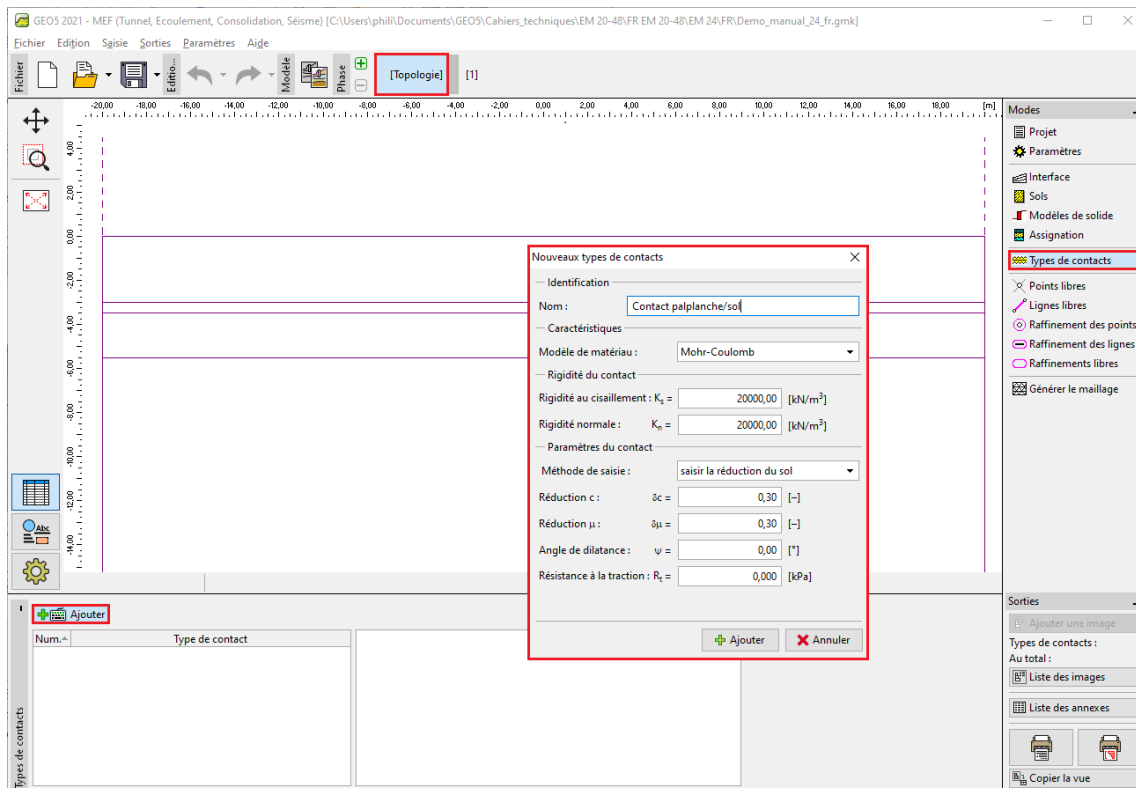 GEO5 2021 - MEF (Tunnel, Ecoulement, Consolidation, Séisme) [C:\Users\phili\Documents\GEO5\Cahiers_techniques\EM 20-48\FR EM 20-48\EM 24\FR\Demo_manual_24_fr.gmk]
Fichier Edition Saisie Sorties Paramètres Aide
Fichier Editio... Modèle Phase [Topologie] [1]
-20,00 -18,00 -16,00 -14,00 -12,00 -10,00 -8,00 -6,00 -4,00 -2,00 0,00 2,00 4,00 6,00 8,00 10,00 12,00 14,00 16,00 18,00 [m]
4,00
2,00
0,00
-2,00
-4,00
-6,00
-8,00
-10,00
-12,00
-14,00
Abc
Modes
Projet
Paramètres
Interface
Sols
Modèles de solide
Assignation
Types de contacts
Points libres
Lignes libres
Raffinement des points
Raffinement des lignes
Raffinements libres
Générer le maillage
Nouveaux types de contacts
Identification
Nom : Contact palplanche/sol
Caractéristiques
Modèle de matériau : Mohr-Coulomb
Rigidité du contact
Rigidité au cisaillement : Ks = 20000,00 [kN/m³]
Rigidité normale : Kn = 20000,00 [kN/m³]
Paramètres du contact
Méthode de saisie : saisir la réduction du sol
Réduction c : δc = 0,30 [–]
Réduction μ : δμ = 0,30 [–]
Angle de dilatance : ψ = 0,00 [°]
Résistance à la traction : Rt = 0,000 [kPa]
Ajouter Annuler
Types de contacts
Ajouter
Num. Type de contact
Sorties
Ajouter une image
Types de contacts :
Au total :
Liste des images
Liste des annexes
Copier la vue